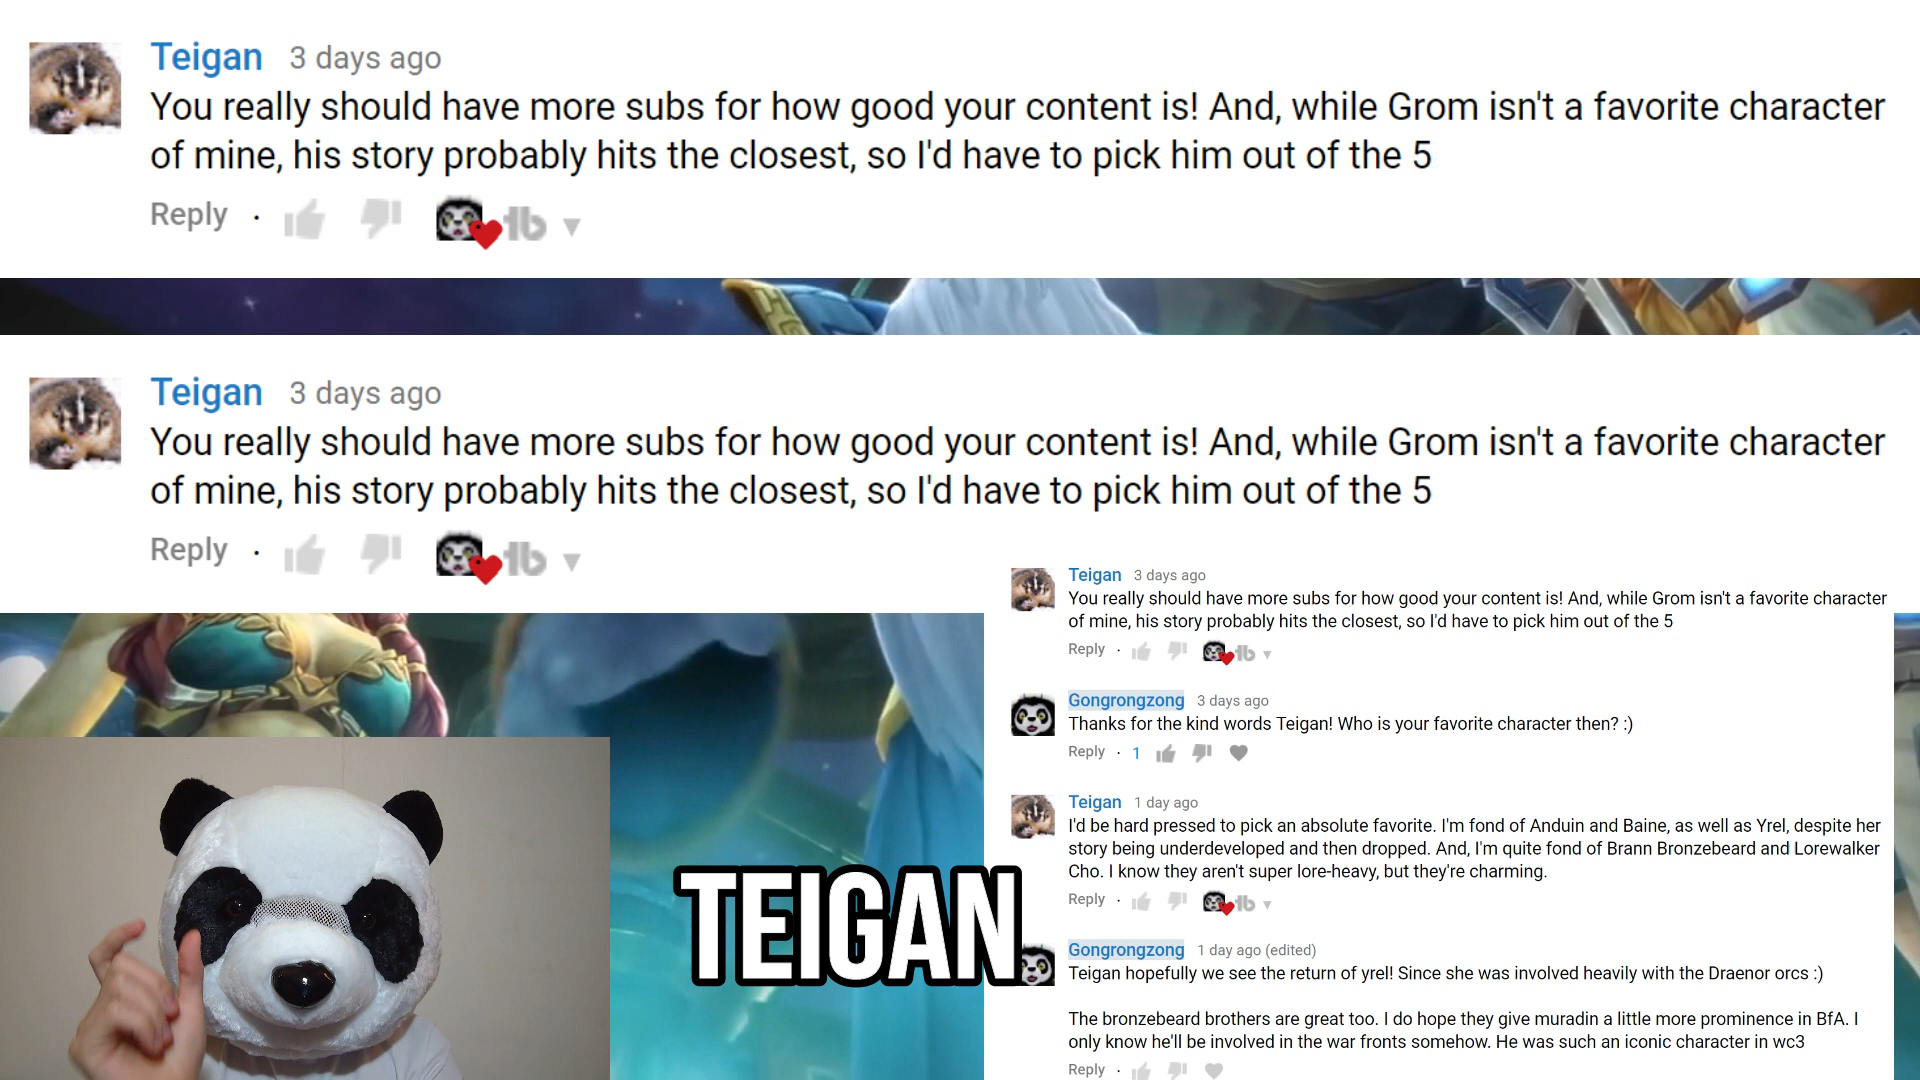 Teigan 3 days ago
You really should have more subs for how good your content is! And, while Grom isn't a favorite character
of mine, his story probably hits the closest, so I'd have to pick him out of the 5
Reply ·
Teigan 3 days ago
You really should have more subs for how good your content is! And, while Grom isn't a favorite character
of mine, his story probably hits the closest, so I'd have to pick him out of the 5
Reply ·
Teigan 3 days ago
You really should have more subs for how good your content is! And, while Grom isn't a favorite character
of mine, his story probably hits the closest, so I'd have to pick him out of the 5
Reply ·
Gongrongzong 3 days ago
Thanks for the kind words Teigan! Who is your favorite character then? :)
Reply · 1
Teigan 1 day ago
I'd be hard pressed to pick an absolute favorite. I'm fond of Anduin and Baine, as well as Yrel, despite her
story being underdeveloped and then dropped. And, I'm quite fond of Brann Bronzebeard and Lorewalker
Cho. I know they aren't super lore-heavy, but they're charming.
Reply ·
Gongrongzong 1 day ago (edited)
Teigan hopefully we see the return of yrel! Since she was involved heavily with the Draenor orcs :)
The bronzebeard brothers are great too. I do hope they give muradin a little more prominence in BfA. I
only know he'll be involved in the war fronts somehow. He was such an iconic character in wc3
Reply ·
TEIGAN